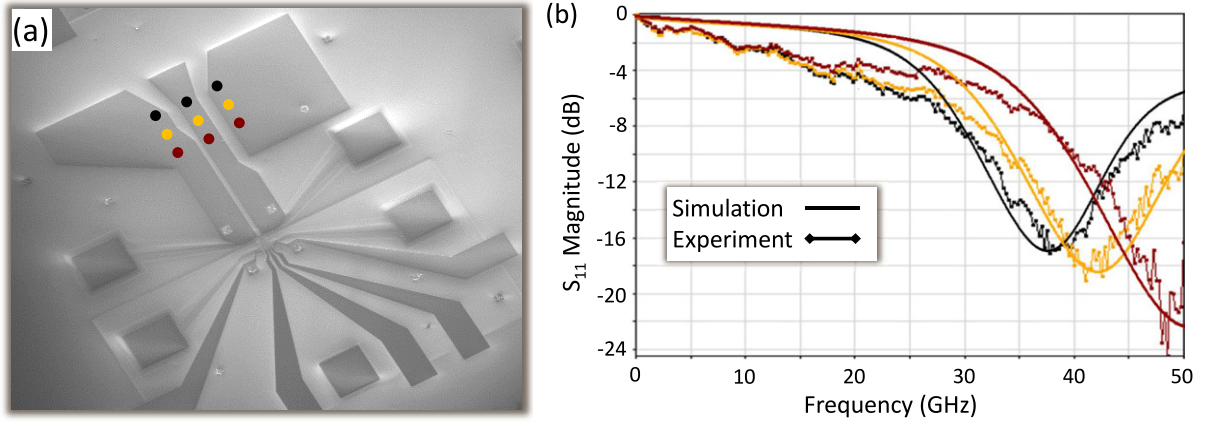 (a)
(b)
0
-4
-8
-12
-16
-20
-24
S₁₁ Magnitude (dB)
Simulation
Experiment
0 10 20 30 40 50
Frequency (GHz)